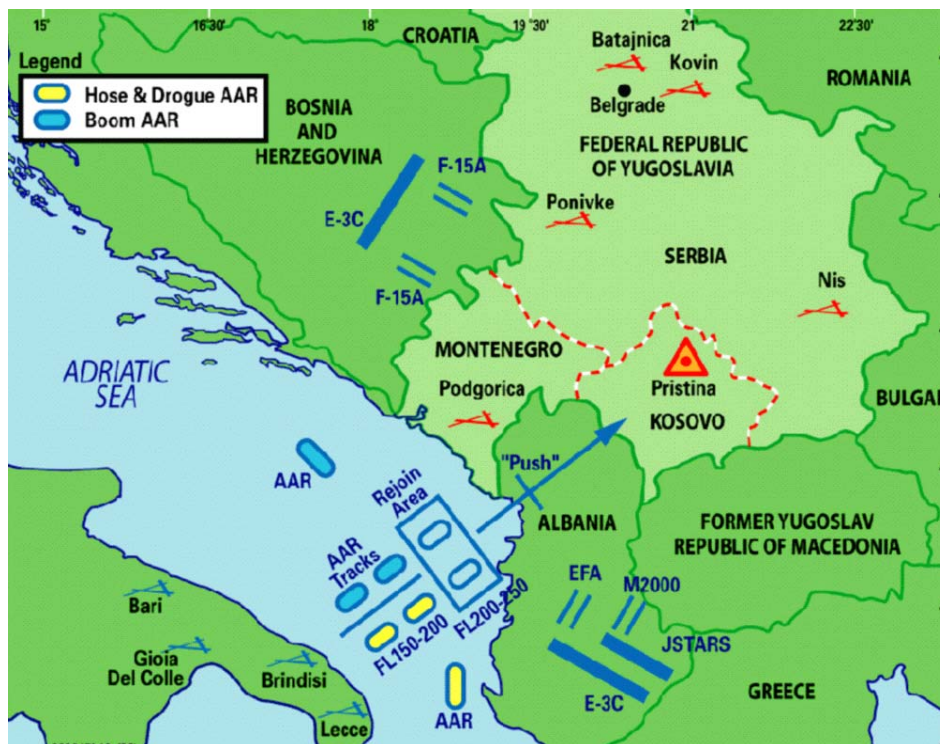 15°
16°30'
18°
19°30'
21°
22°30'
Legend
Hose & Drogue AAR
Boom AAR
CROATIA
Batajnica
Kovin
Belgrade
ROMANIA
BOSNIA
AND
HERZEGOVINA
FEDERAL REPUBLIC
OF YUGOSLAVIA
F-15A
E-3C
F-15A
Ponivke
SERBIA
Nis
MONTENEGRO
Podgorica
Pristina
KOSOVO
BULGAR
ADRIATIC
SEA
AAR
Rejoin
Area
"Push"
ALBANIA
FORMER YUGOSLAV
REPUBLIC OF MACEDONIA
AAR
Tracks
FL150-200
FL200-250
EFA
M2000
JSTARS
E-3C
AAR
GREECE
Bari
Gioia
Del Colle
Brindisi
Lecce